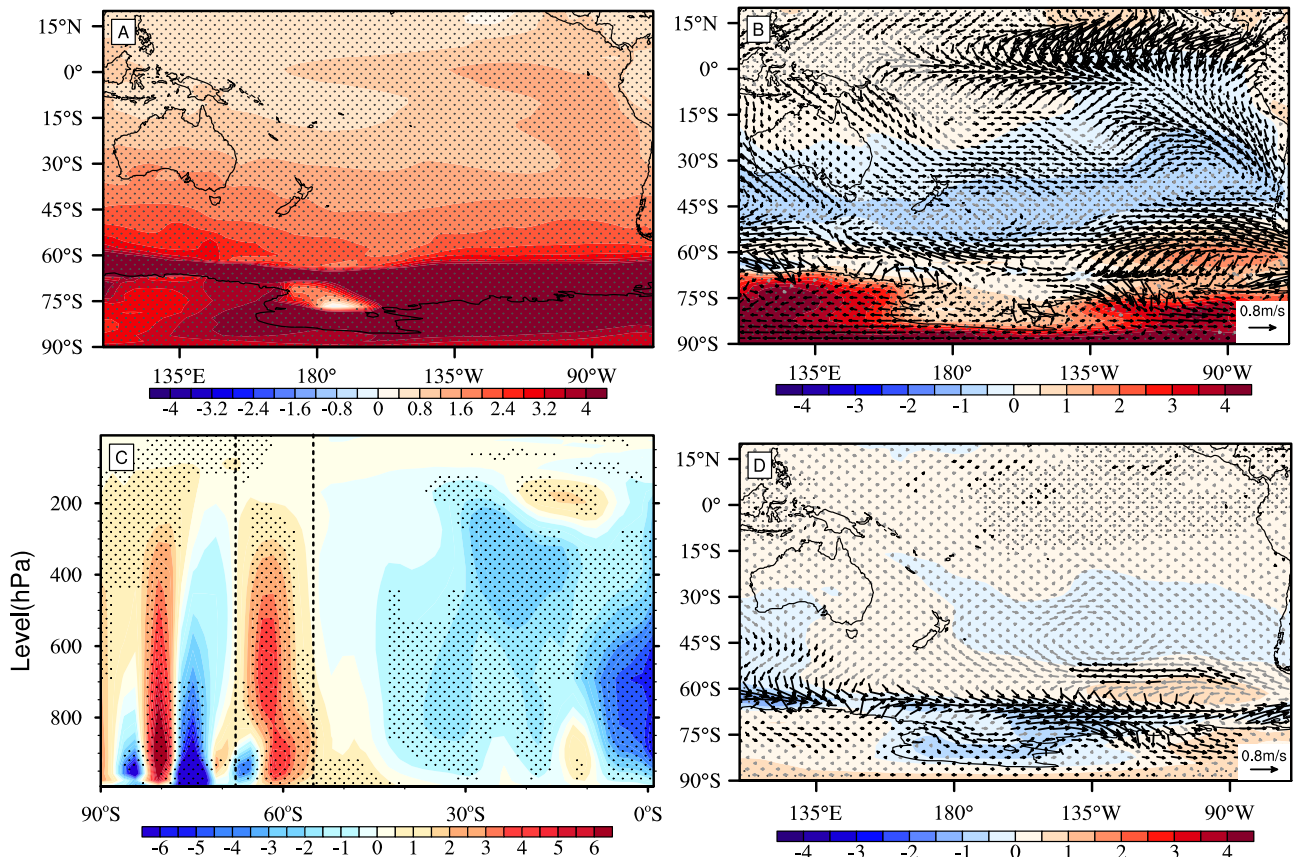 A
15°N
0°
15°S
30°S
45°S
60°S
75°S
90°S
135°E 180° 135°W 90°W
-4 -3.2 -2.4 -1.6 -0.8 0 0.8 1.6 2.4 3.2 4
B
15°N
0°
15°S
30°S
45°S
60°S
75°S
90°S
0.8m/s
135°E 180° 135°W 90°W
-4 -3 -2 -1 0 1 2 3 4
C
Level(hPa)
200
400
600
800
90°S 60°S 30°S 0°S
-6 -5 -4 -3 -2 -1 0 1 2 3 4 5 6
D
15°N
0°
15°S
30°S
45°S
60°S
75°S
90°S
0.8m/s
135°E 180° 135°W 90°W
-4 -3 -2 -1 0 1 2 3 4